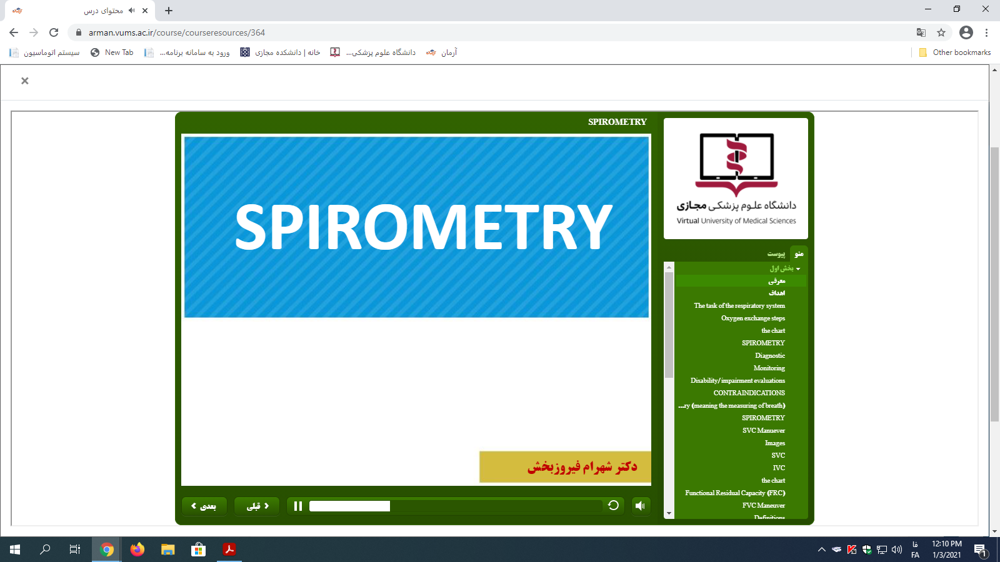 محتوای درس
arman.vums.ac.ir/course/courseresources/364
سیستم اتوماسیون
New Tab
ورود به سامانه برنامه...
خانه | دانشکده مجازی
دانشگاه علوم پزشکی...
آرمان
Other bookmarks
SPIROMETRY
SPIROMETRY
دکتر شهرام فیروزبخش
دانشگاه علوم پزشکی مجازی
Virtual University of Medical Sciences
منو
پیوست
بخش اول
معرفی
اهداف
The task of the respiratory system
Oxygen exchange steps
the chart
SPIROMETRY
Diagnostic
Monitoring
Disability/impairment evaluations
CONTRAINDICATIONS
...ry (meaning the measuring of breath)
SPIROMETRY
SVC Manuever
Images
SVC
IVC
the chart
Functional Residual Capacity (FRC)
FVC Maneuver
Definitions
بعدی
قبلی
فا
FA
12:10 PM
1/3/2021
1